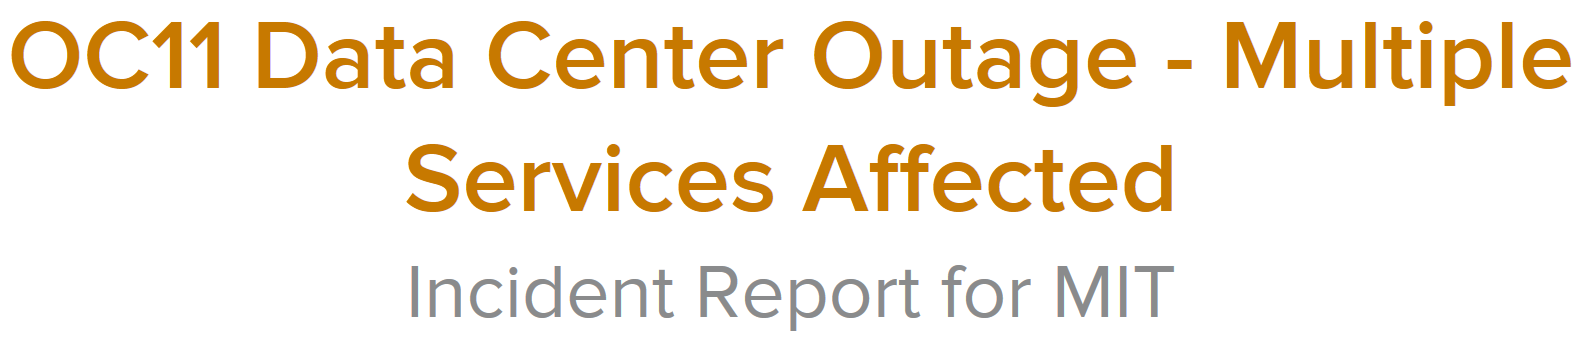 OC11 Data Center Outage - Multiple
Services Affected
Incident Report for MIT